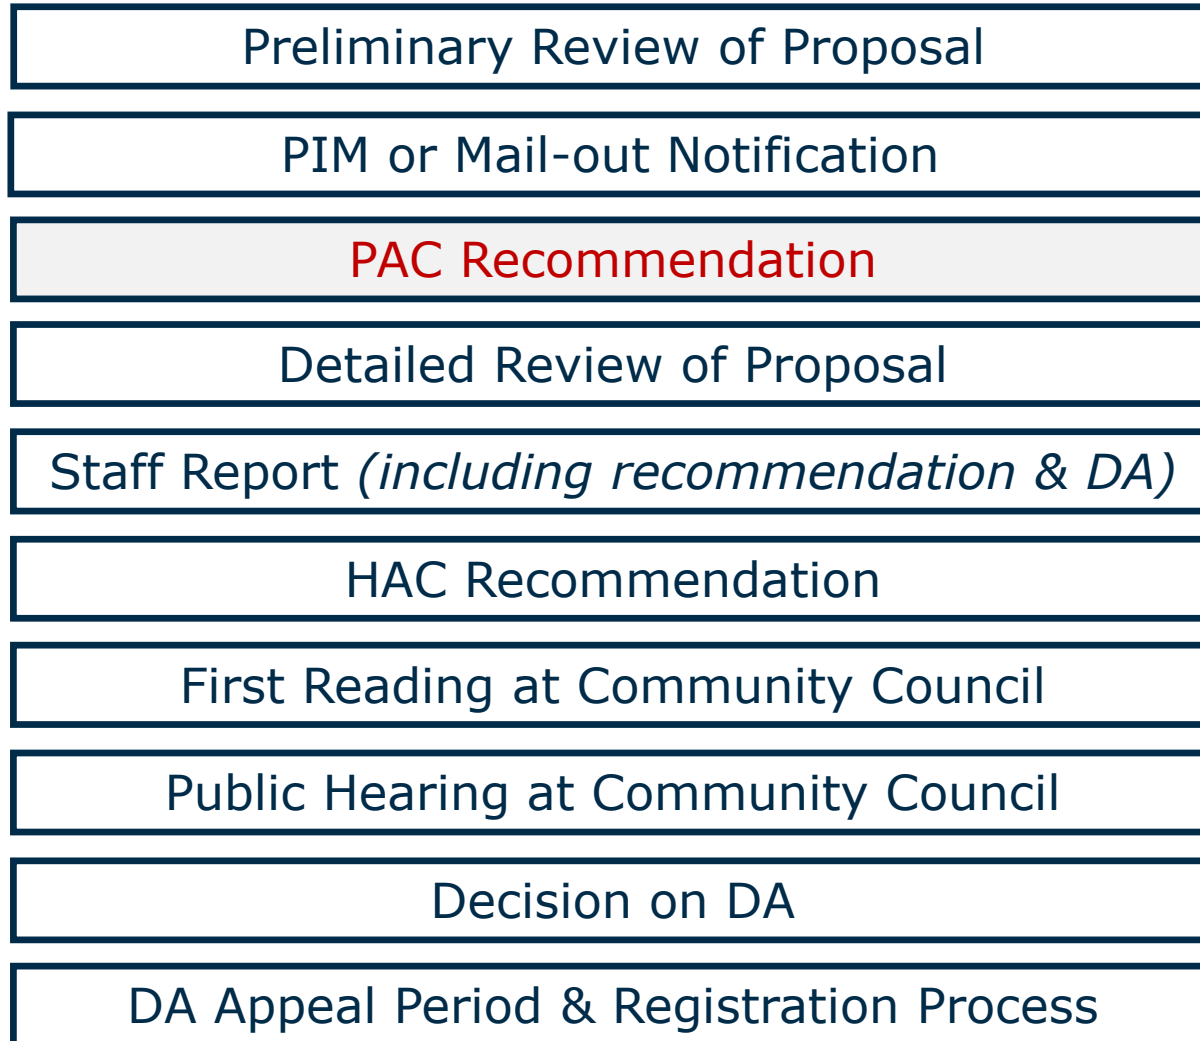 Preliminary Review of Proposal
PIM or Mail-out Notification
PAC Recommendation
Detailed Review of Proposal
Staff Report (including recommendation & DA)
HAC Recommendation
First Reading at Community Council
Public Hearing at Community Council
Decision on DA
DA Appeal Period & Registration Process